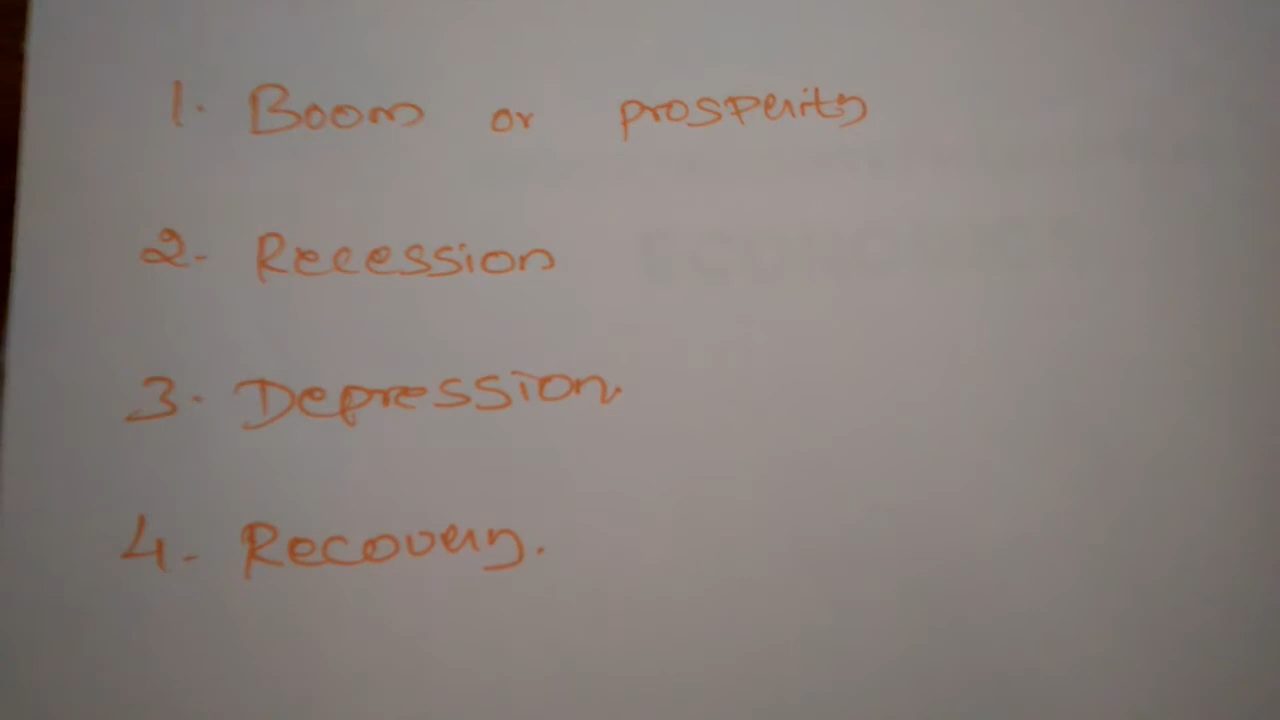 1. Boom or prosperity
2- Recession
3. Depression.
4- Recovery.